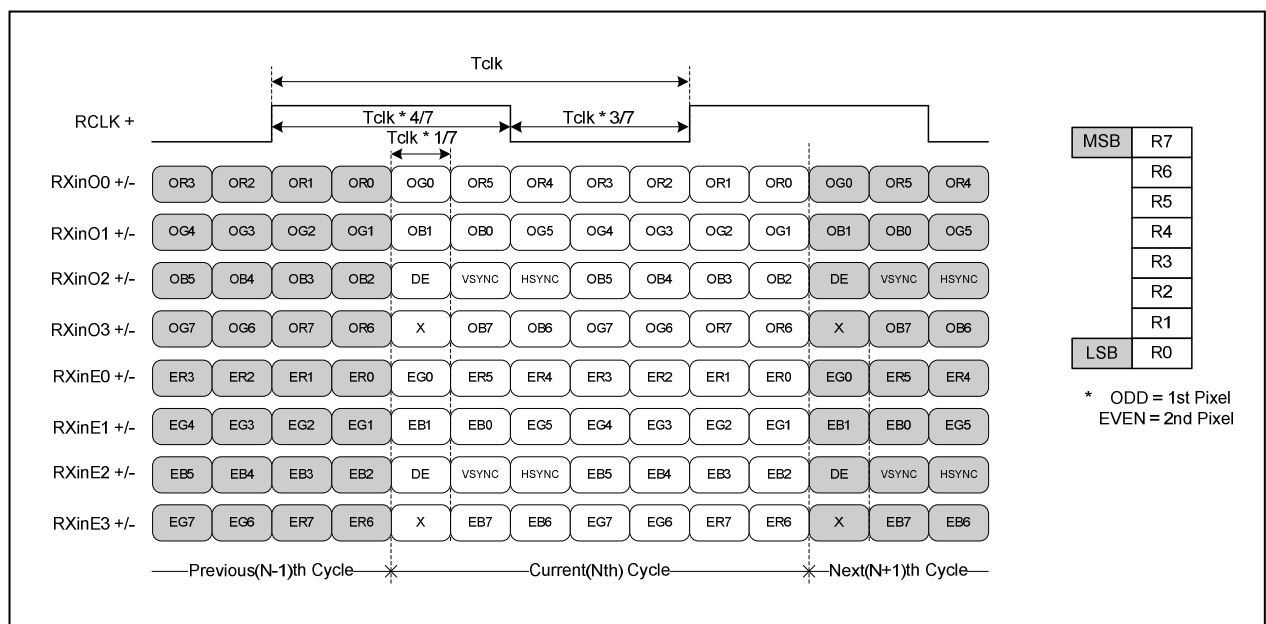 Tclk
RCLK +
Tclk * 4/7
Tclk * 3/7
Tclk * 1/7
RXinO0 +/- OR3 OR2 OR1 OR0 OG0 OR5 OR4 OR3 OR2 OR1 OR0 OG0 OR5 OR4
RXinO1 +/- OG4 OG3 OG2 OG1 OB1 OB0 OG5 OG4 OG3 OG2 OG1 OB1 OB0 OG5
RXinO2 +/- OB5 OB4 OB3 OB2 DE VSYNC HSYNC OB5 OB4 OB3 OB2 DE VSYNC HSYNC
RXinO3 +/- OG7 OG6 OR7 OR6 X OB7 OB6 OG7 OG6 OR7 OR6 X OB7 OB6
RXinE0 +/- ER3 ER2 ER1 ER0 EG0 ER5 ER4 ER3 ER2 ER1 ER0 EG0 ER5 ER4
RXinE1 +/- EG4 EG3 EG2 EG1 EB1 EB0 EG5 EG4 EG3 EG2 EG1 EB1 EB0 EG5
RXinE2 +/- EB5 EB4 EB3 EB2 DE VSYNC HSYNC EB5 EB4 EB3 EB2 DE VSYNC HSYNC
RXinE3 +/- EG7 EG6 ER7 ER6 X EB7 EB6 EG7 EG6 ER7 ER6 X EB7 EB6
Previous(N-1)th Cycle Current(Nth) Cycle Next(N+1)th Cycle
MSB R7
R6
R5
R4
R3
R2
R1
LSB R0
* ODD = 1st Pixel
EVEN = 2nd Pixel